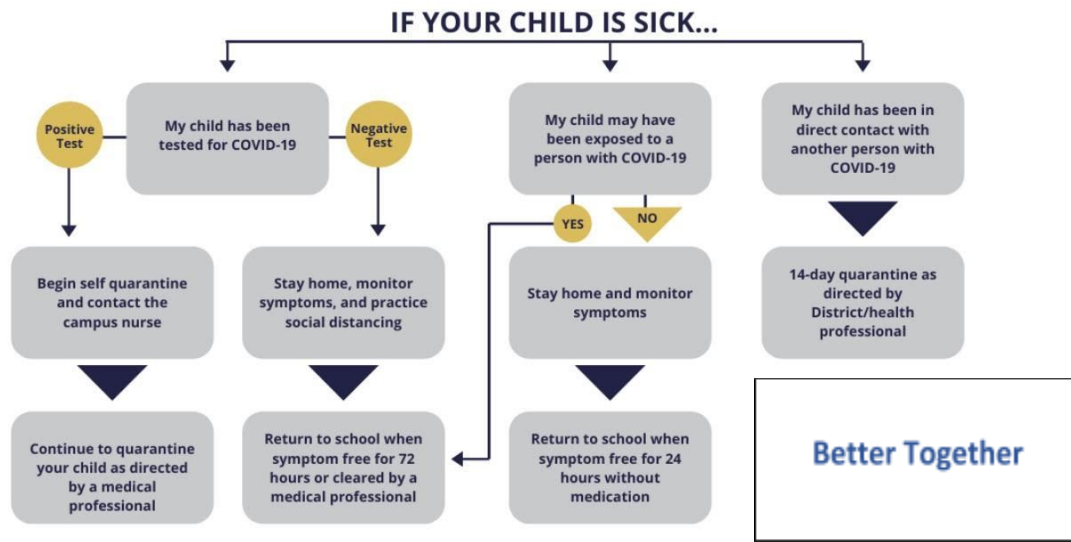 IF YOUR CHILD IS SICK...
Positive
Test
My child has been
tested for COVID-19
Negative
Test
My child may have
been exposed to a
person with COVID-19
My child has been in
direct contact with
another person with
COVID-19
YES
NO
Begin self quarantine
and contact the
campus nurse
Stay home, monitor
symptoms, and practice
social distancing
Stay home and monitor
symptoms
14-day quarantine as
directed by
District/health
professional
Continue to quarantine
your child as directed
by a medical
professional
Return to school when
symptom free for 72
hours or cleared by a
medical professional
Return to school when
symptom free for 24
hours without
medication
Better Together